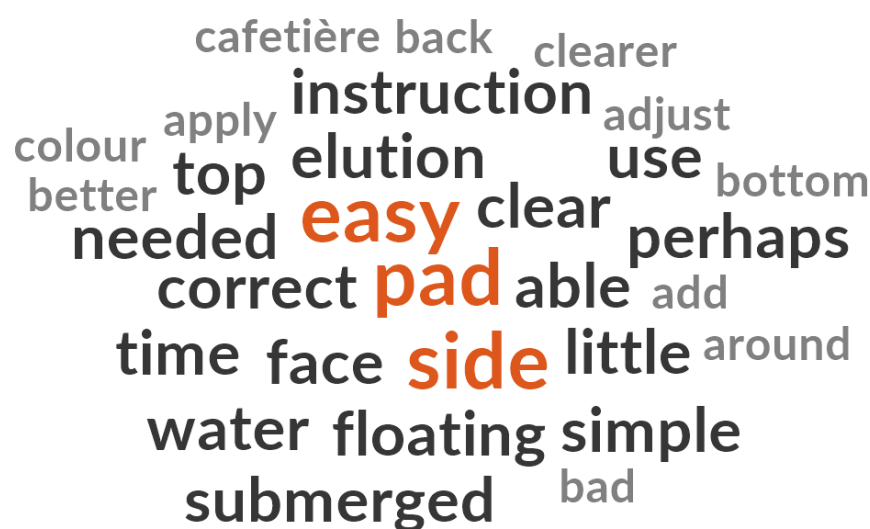 cafetière back clearer
instruction
apply adjust
colour elution use
top bottom
better easy clear
needed perhaps
correct pad able add
time face side little around
water floating simple
submerged bad